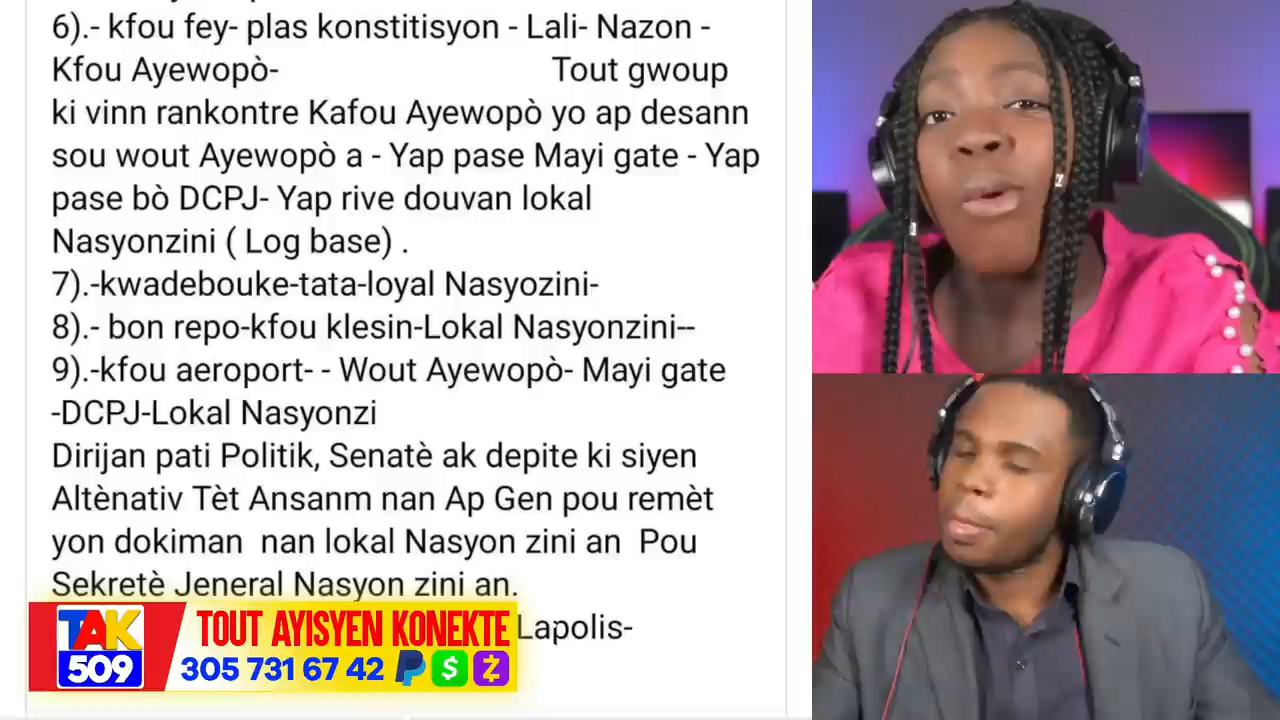 6).- kfou fey- plas konstitisyon - Lali- Nazon -
Kfou Ayewopò- Tout gwoup
ki vinn rankontre Kafou Ayewopò yo ap desann
sou wout Ayewopò a - Yap pase Mayi gate - Yap
pase bò DCPJ- Yap rive douvan lokal
Nasyonzini ( Log base) .
7).-kwadebouke-tata-loyal Nasyozini-
8).- bon repo-kfou klesin-Lokal Nasyonzini--
9).-kfou aeroport- - Wout Ayewopò- Mayi gate
-DCPJ-Lokal Nasyonzi
Dirijan pati Politik, Senatè ak depite ki siyen
Altènativ Tèt Ansanm nan Ap Gen pou remèt
yon dokiman nan lokal Nasyon zini an Pou
Sekretè Jeneral Nasyon zini an.
Lapolis-
TAK
509
TOUT AYISYEN KONEKTE
305 731 67 42